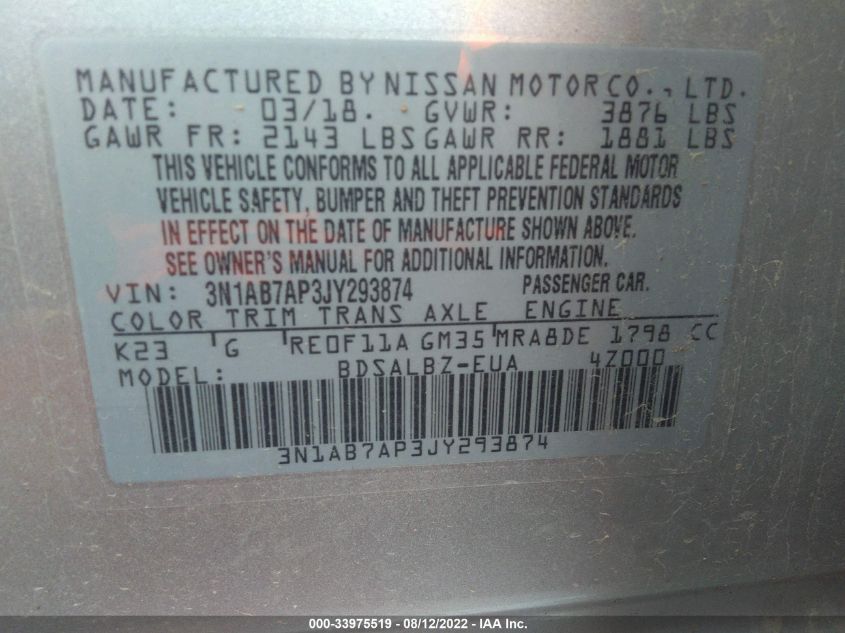 MANUFACTURED BY NISSAN MOTOR CO., LTD.
DATE: 03/18. GVWR: 3876 LBS
GAWR FR: 2143 LBS GAWR RR: 1881 LBS
THIS VEHICLE CONFORMS TO ALL APPLICABLE FEDERAL MOTOR
VEHICLE SAFETY, BUMPER AND THEFT PREVENTION STANDARDS
IN EFFECT ON THE DATE OF MANUFACTURE SHOWN ABOVE.
SEE OWNER'S MANUAL FOR ADDITIONAL INFORMATION.
VIN: 3N1AB7AP3JY293874 PASSENGER CAR.
COLOR TRIM TRANS AXLE ENGINE
K23 'G 'RE0F11A GM35 'MRA8DE 1798 CC
MODEL: BDSALBZ-EUA 4Z000
3N1AB7AP3JY293874
000-33975519 - 08/12/2022 - IAA Inc.